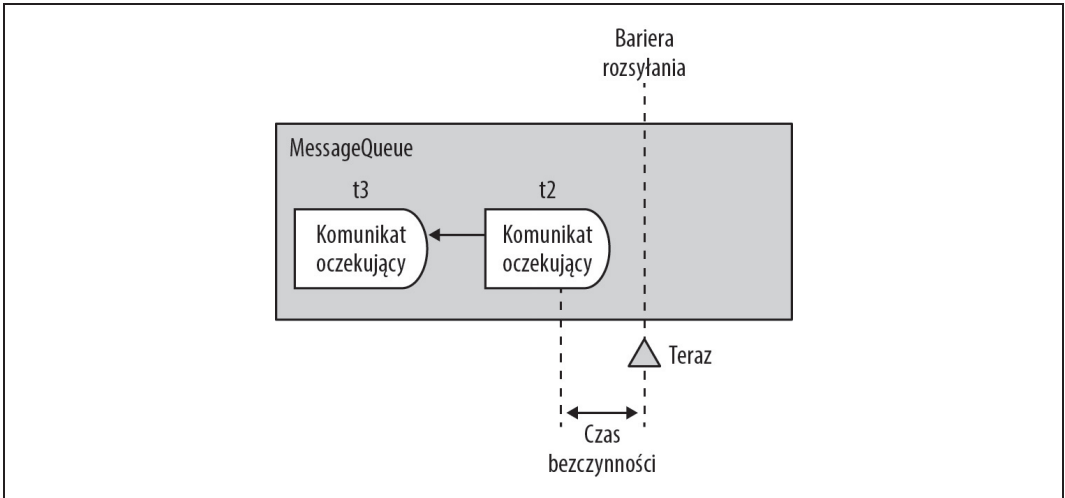 Bariera
rozsyłania
MessageQueue
t3
t2
Komunikat
oczekujący
Komunikat
oczekujący
Teraz
Czas
bezczynności